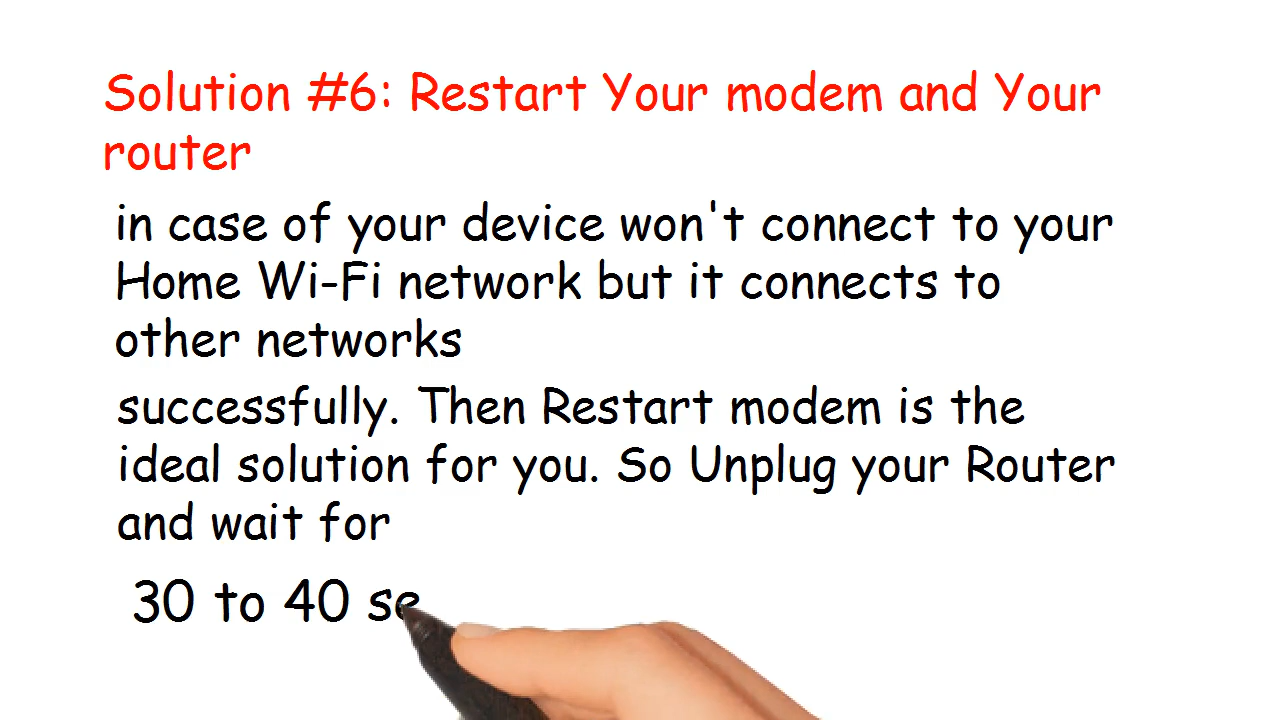 Solution #6: Restart Your modem and Your
router
in case of your device won't connect to your
Home Wi-Fi network but it connects to
other networks
successfully. Then Restart modem is the
ideal solution for you. So Unplug your Router
and wait for
30 to 40 se